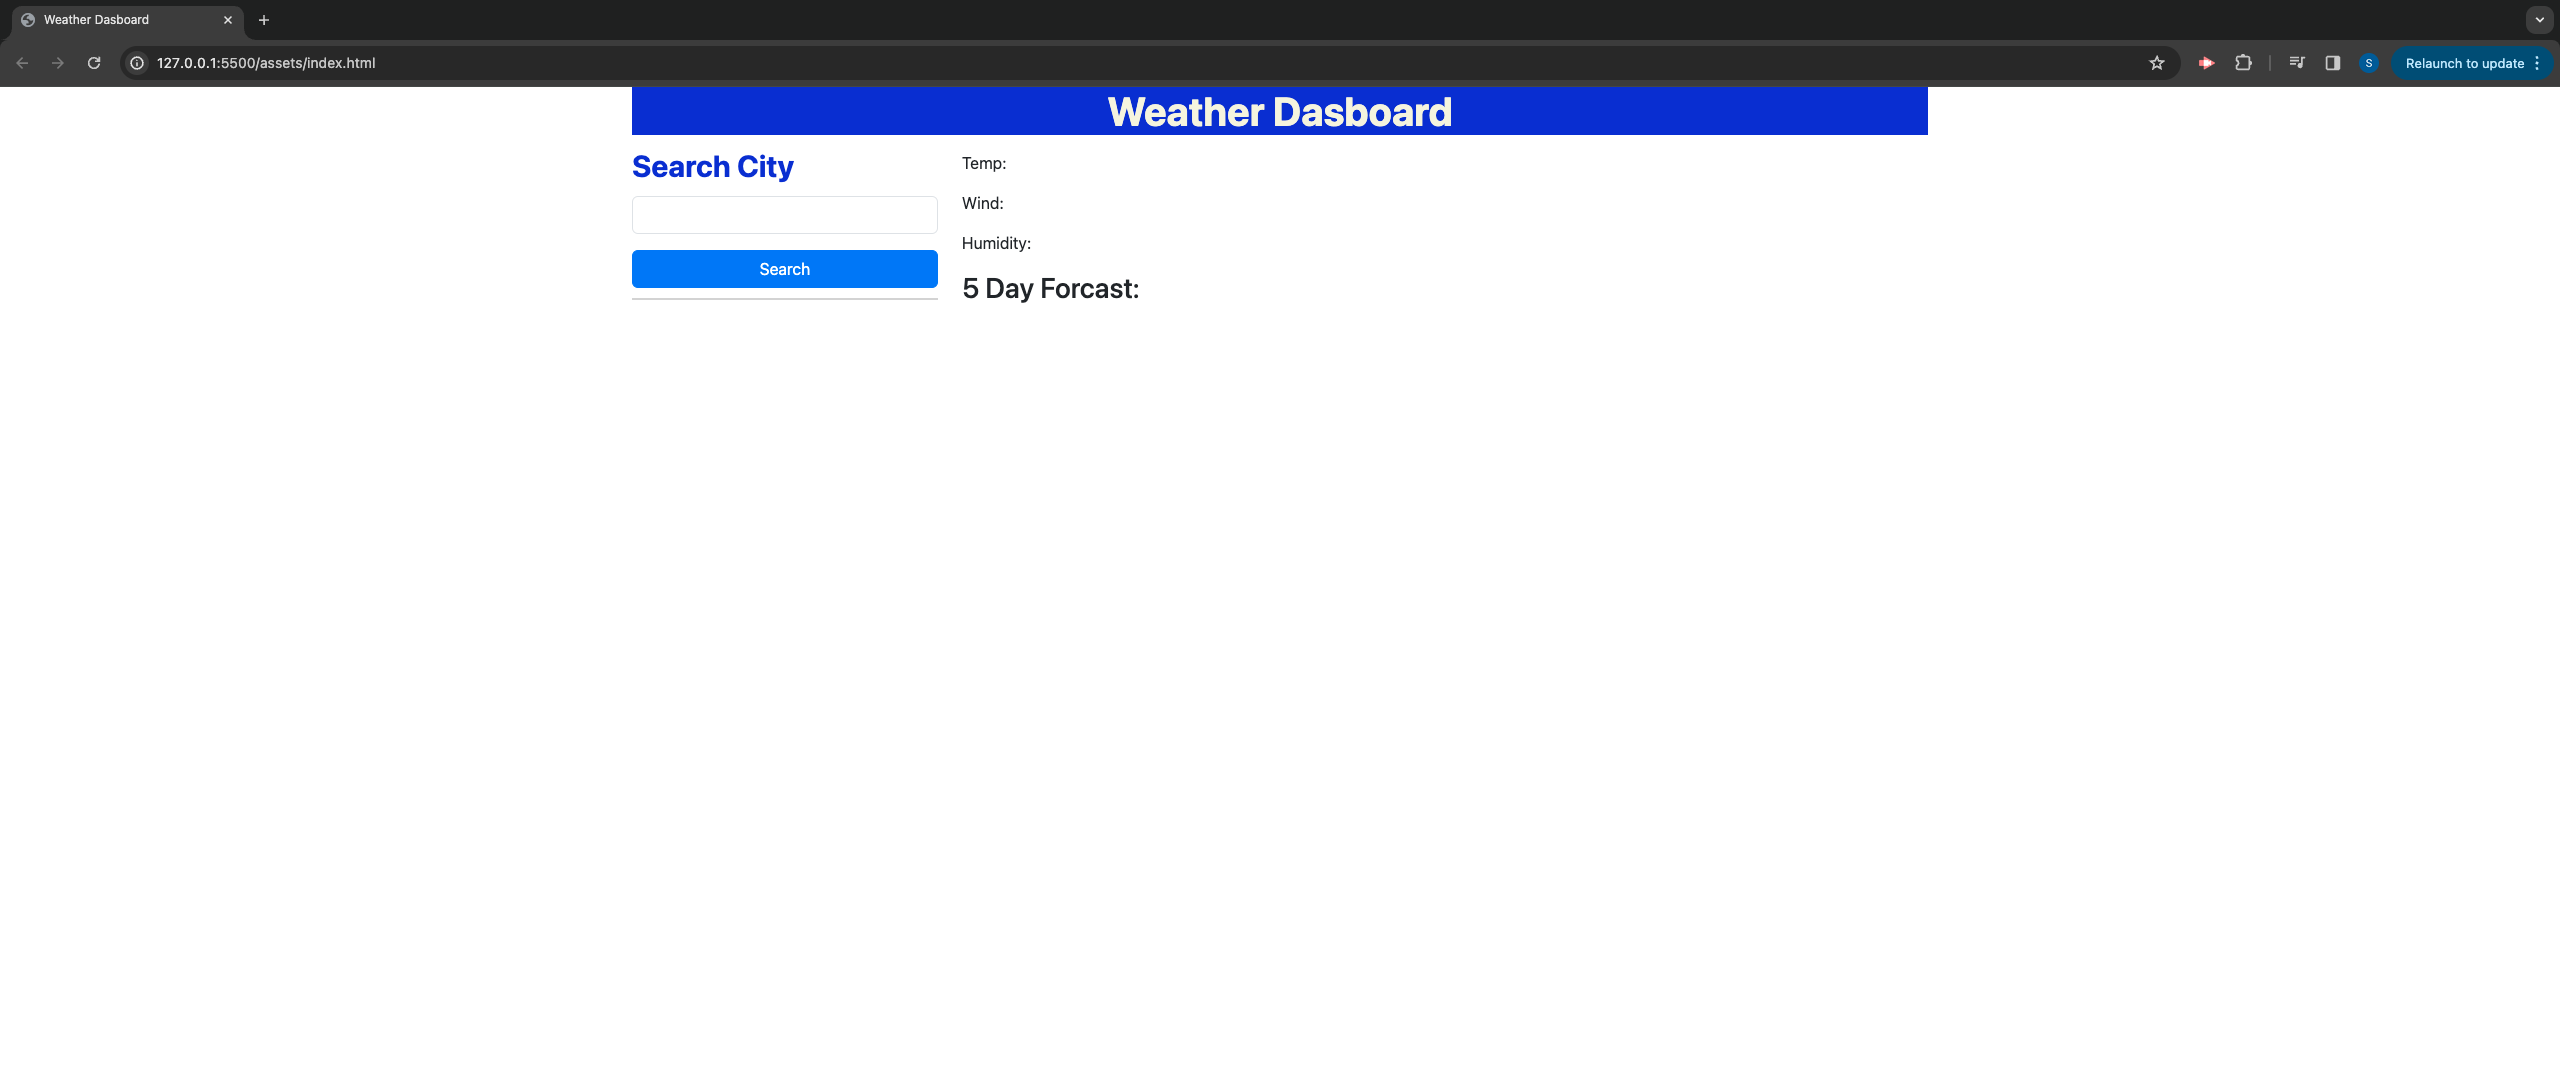 Weather Dasboard
127.0.0.1:5500/assets/index.html
S
Relaunch to update
Weather Dasboard
Search City
Search
Temp:
Wind:
Humidity:
5 Day Forcast: